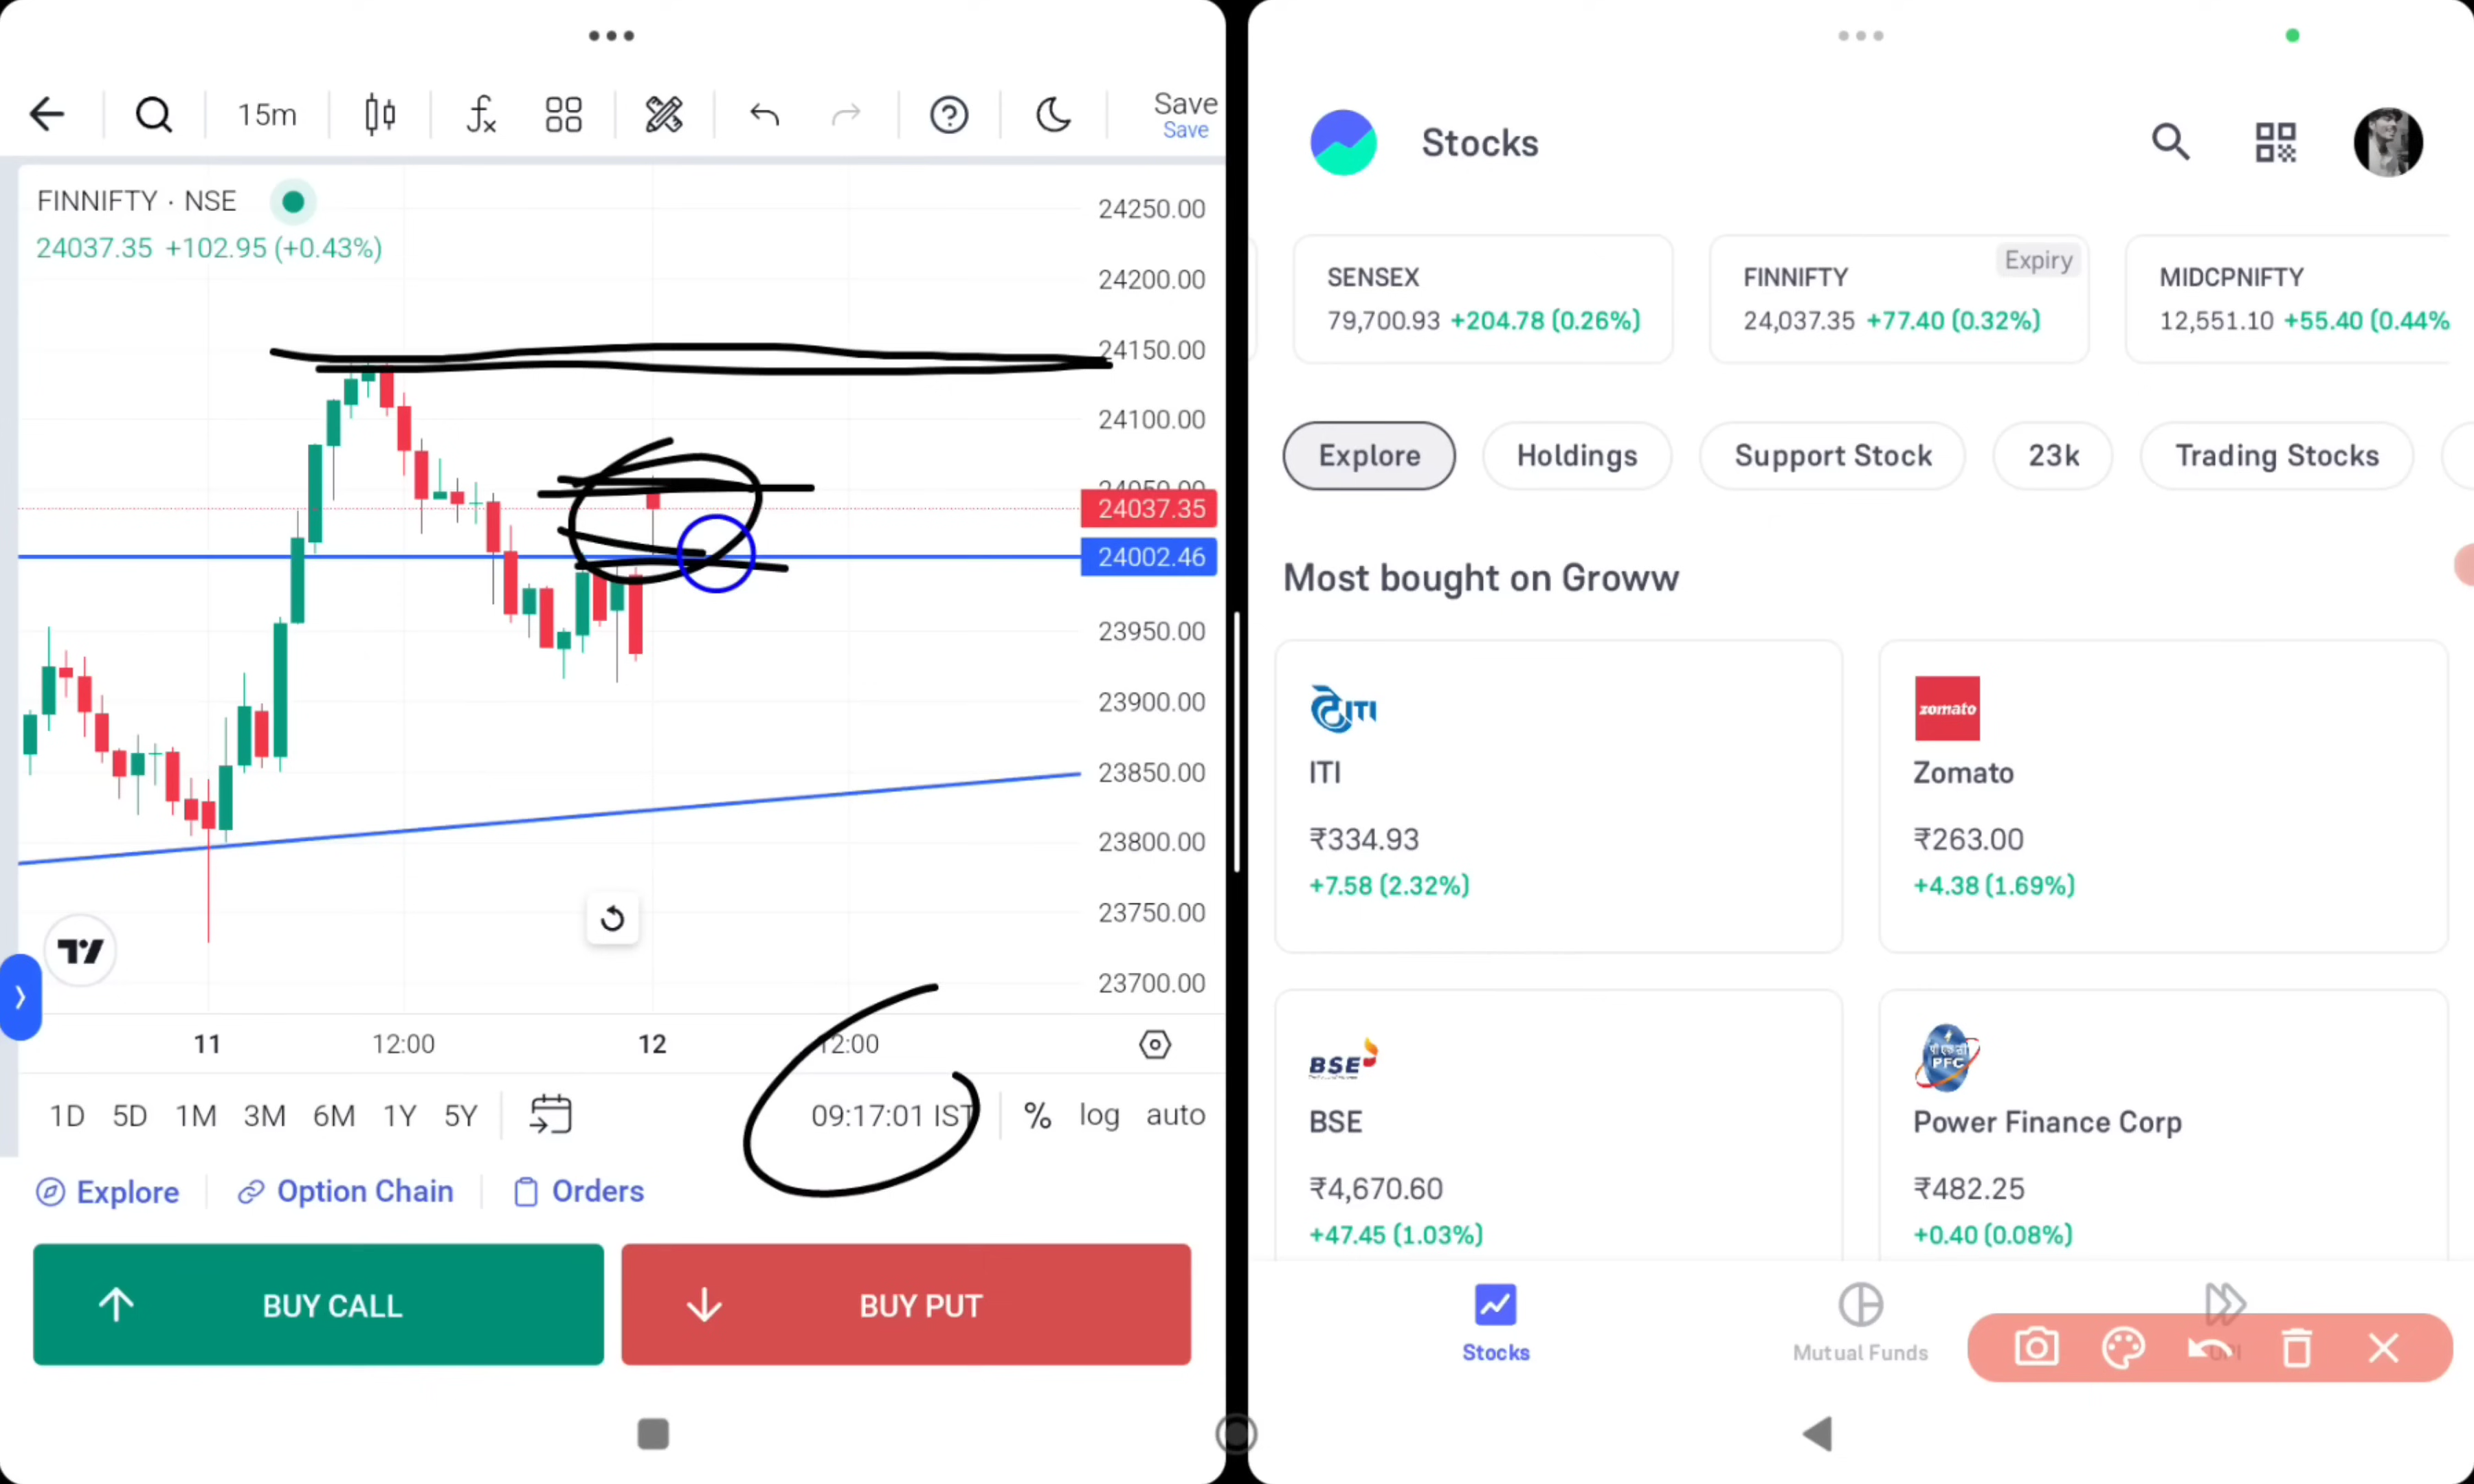 15m
Save
Save
FINNIFTY · NSE
24037.35 +102.95 (+0.43%)
24250.00
24200.00
24150.00
24100.00
24050.00
24037.35
24002.46
23950.00
23900.00
23850.00
23800.00
23750.00
23700.00
11 12:00 12 12:00
1D 5D 1M 3M 6M 1Y 5Y 09:17:01 IST % log auto
Explore Option Chain Orders
BUY CALL BUY PUT
Stocks
SENSEX
79,700.93 +204.78 (0.26%)
Expiry
FINNIFTY
24,037.35 +77.40 (0.32%)
MIDCPNIFTY
12,551.10 +55.40 (0.44%
Explore Holdings Support Stock 23k Trading Stocks
Most bought on Groww
ITI
ITI
₹334.93
+7.58 (2.32%)
zomato
Zomato
₹263.00
+4.38 (1.69%)
BSE
BSE
₹4,670.60
+47.45 (1.03%)
PFC
Power Finance Corp
₹482.25
+0.40 (0.08%)
Stocks Mutual Funds UPI